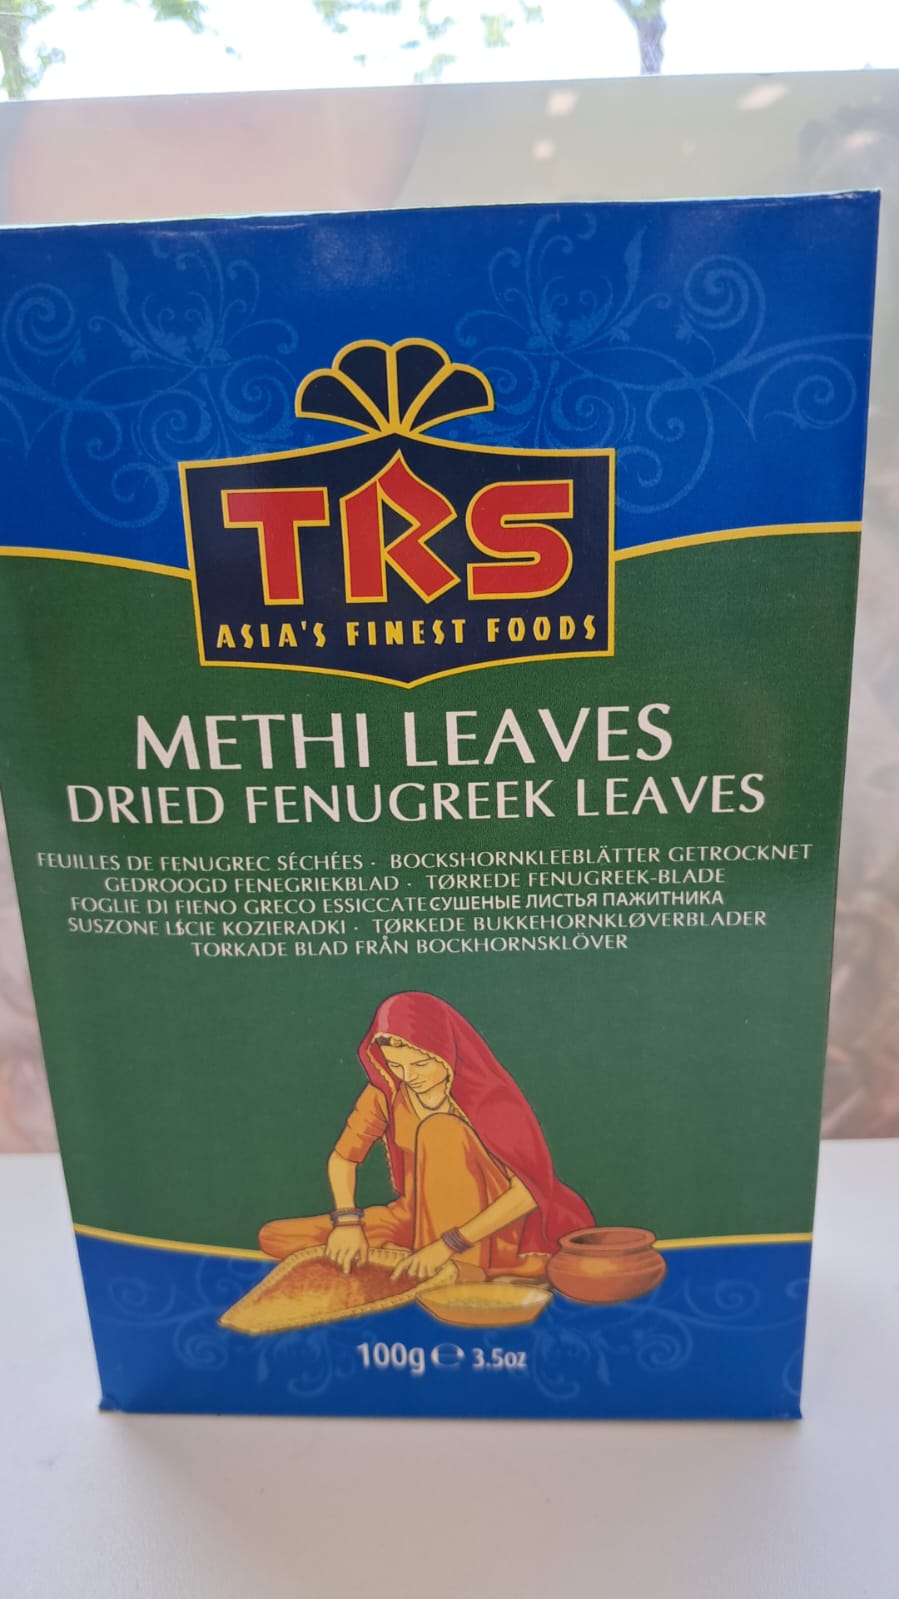 TRS
ASIA'S FINEST FOODS
METHI LEAVES
DRIED FENUGREEK LEAVES
FEUILLES DE FENUGREC SÉCHÉES · BOCKSHORNKLEEBLÄTTER GETROCKNET
GEDROOGD FENEGRIEKBLAD · TØRREDE FENUGREEK-BLADE
FOGLIE DI FIENO GRECO ESSICCATE СУШЕНЫЕ ЛИСТЬЯ ПАЖИТНИКА
SUSZONE LŚCIE KOZIERADKI · TØRKEDE BUKKEHORNKLØVERBLADER
TORKADE BLAD FRÅN BOCKHORNSKLÖVER
100g ℮ 3.5oz